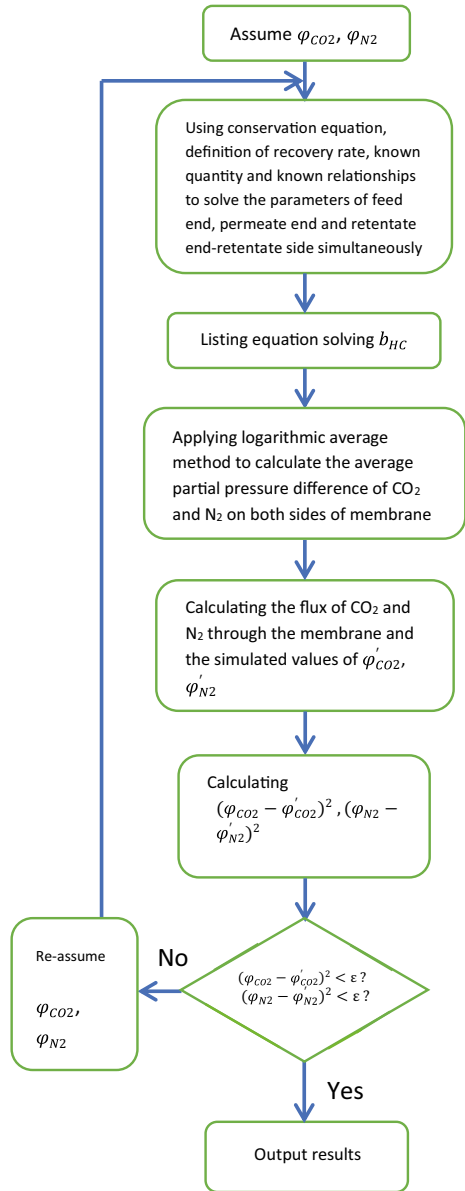 Assume φCO2, φN2
Using conservation equation,
definition of recovery rate, known
quantity and known relationships
to solve the parameters of feed
end, permeate end and retentate
end-retentate side simultaneously
Listing equation solving bHC
Applying logarithmic average
method to calculate the average
partial pressure difference of CO₂
and N₂ on both sides of membrane
Calculating the flux of CO₂ and
N₂ through the membrane and
the simulated values of φ′CO2,
φ′N2
Calculating
(φCO2 − φ′CO2)² , (φN2 −
φ′N2)²
(φCO2 − φ′CO2)² < ε ?
(φN2 − φ′N2)² < ε ?
No
Re-assume
φCO2,
φN2
Yes
Output results